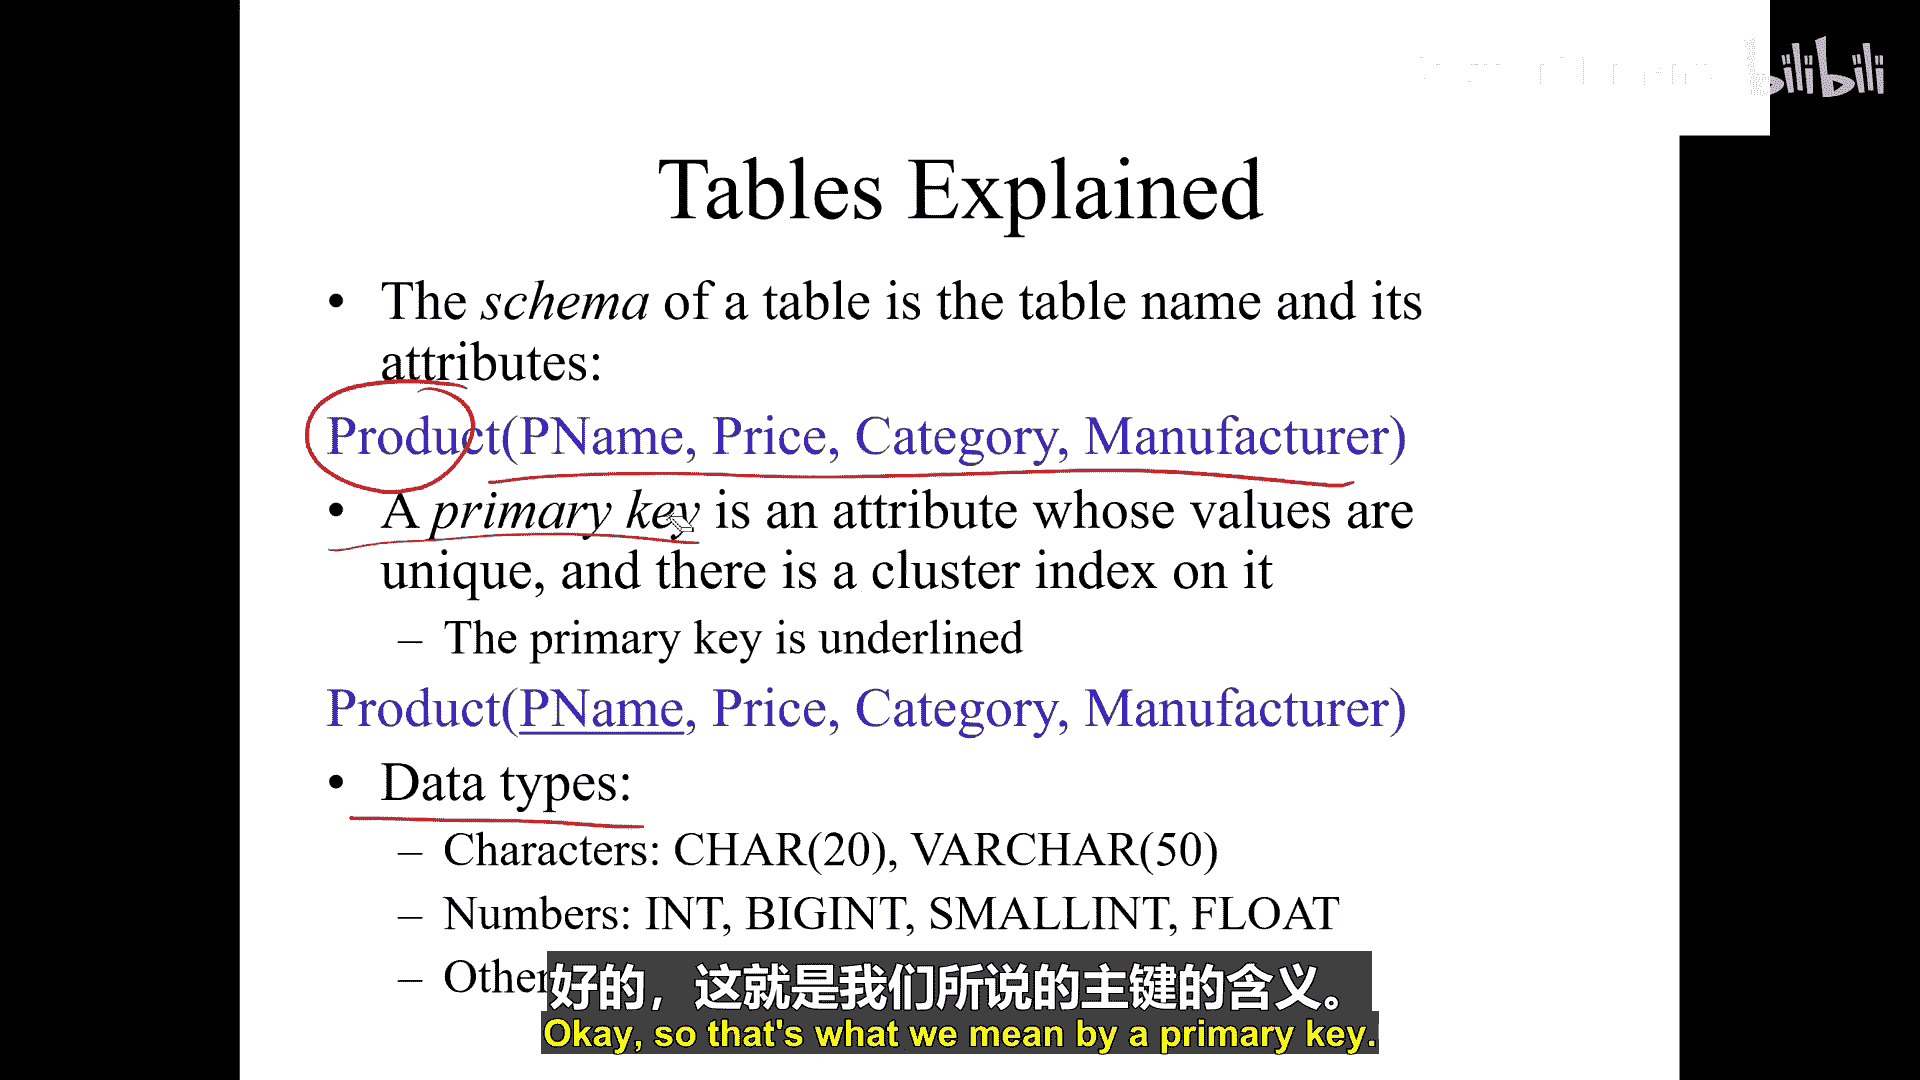 bilibili
Tables Explained
• The schema of a table is the table name and its
attributes:
Product(PName, Price, Category, Manufacturer)
• A primary key is an attribute whose values are
unique, and there is a cluster index on it
– The primary key is underlined
Product(PName, Price, Category, Manufacturer)
• Data types:
– Characters: CHAR(20), VARCHAR(50)
– Numbers: INT, BIGINT, SMALLINT, FLOAT
– Other
好的，这就是我们所说的主键的含义。
Okay, so that's what we mean by a primary key.